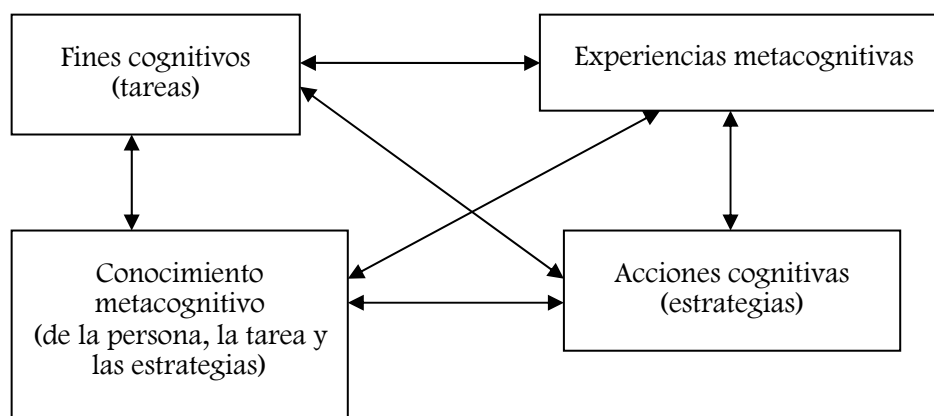 Fines cognitivos
(tareas)
Experiencias metacognitivas
Conocimiento
metacognitivo
(de la persona, la tarea y
las estrategias)
Acciones cognitivas
(estrategias)